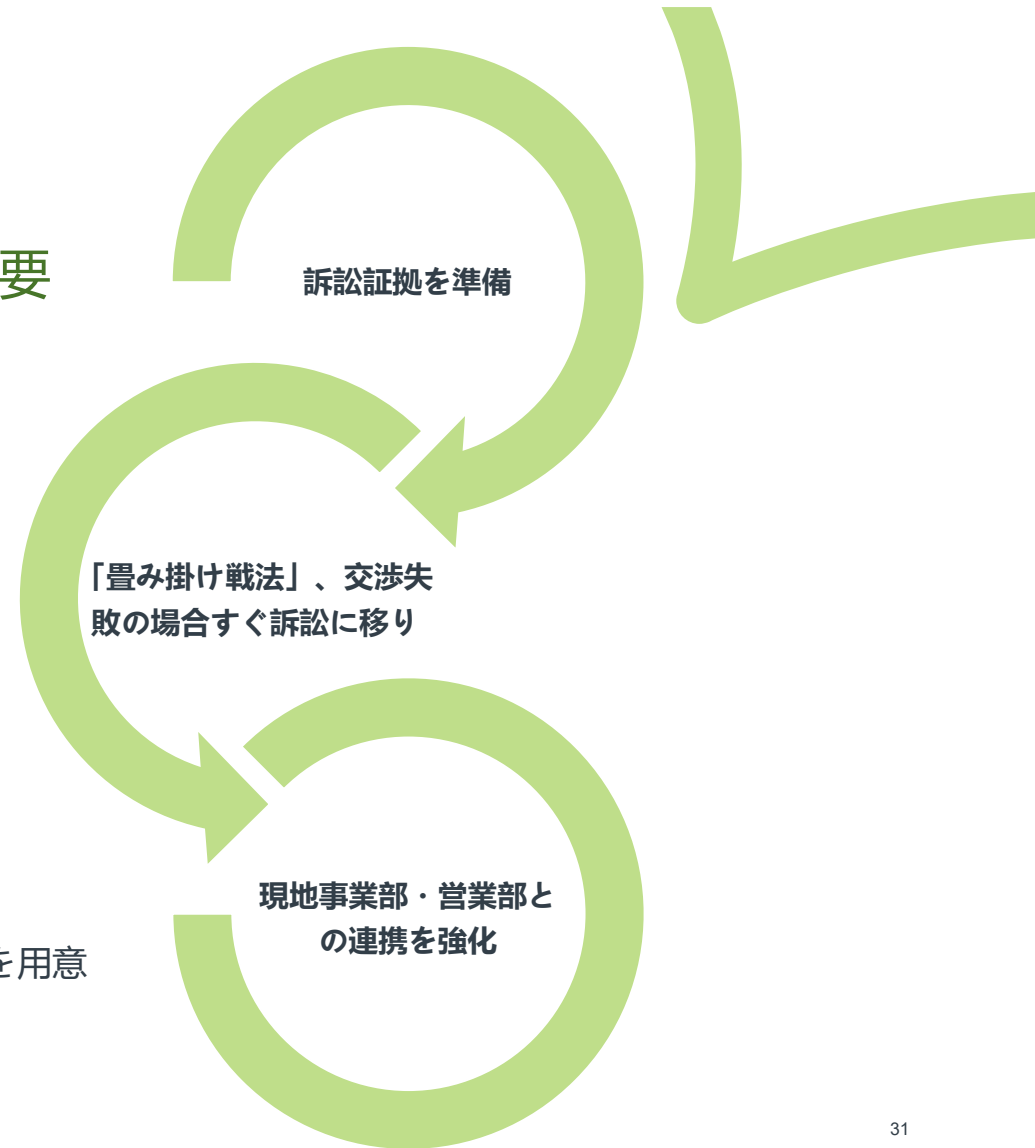 要
訴訟証拠を準備
「畳み掛け戦法」、交渉失
敗の場合すぐ訴訟に移り
現地事業部・営業部と
の連携を強化
を用意
31